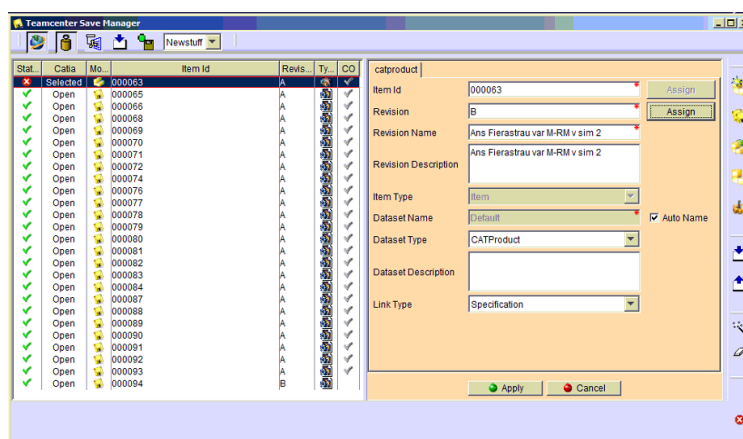 Teamcenter Save Manager
Newstuff
Stat... Catia Mo... Item Id Revis... Ty... CO
Selected 000063 A
Open 000065 A
Open 000066 A
Open 000068 A
Open 000069 A
Open 000070 A
Open 000071 A
Open 000072 A
Open 000074 A
Open 000076 A
Open 000077 A
Open 000078 A
Open 000079 A
Open 000080 A
Open 000081 A
Open 000082 A
Open 000083 A
Open 000084 A
Open 000087 A
Open 000088 A
Open 000089 A
Open 000090 A
Open 000091 A
Open 000092 A
Open 000093 A
Open 000094 B
catproduct
Item Id 000063 * Assign
Revision B * Assign
Revision Name Ans Fierastrau var M-RM v sim 2 *
Revision Description Ans Fierastrau var M-RM v sim 2
Item Type Item
Dataset Name Default * Auto Name
Dataset Type CATProduct
Dataset Description
Link Type Specification
Apply Cancel